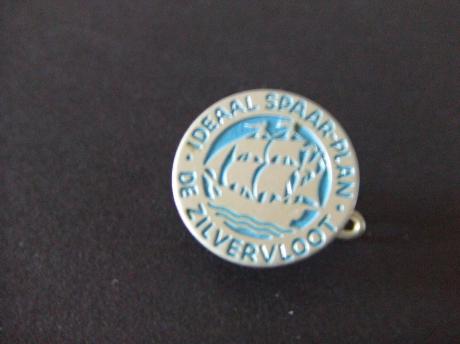 · IDEAAL SPAAR-PLAN ·
DE ZILVERVLOOT